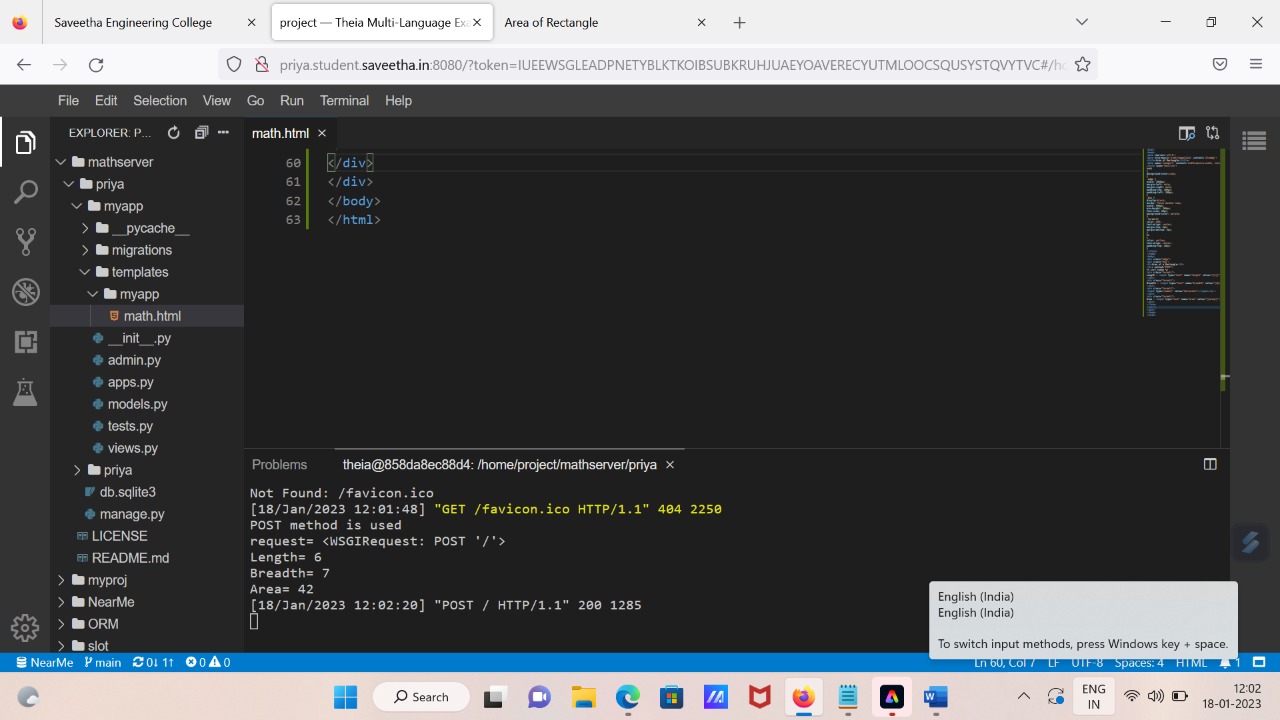 Saveetha Engineering College
project — Theia Multi-Language Exa
Area of Rectangle
priya.student.saveetha.in:8080/?token=IUEEWSGLEADPNETYBLKTKOIBSUBKRUHJUAEYOAVERECYUTMLOOCSQUSYSTQVYTVC#/h
File Edit Selection View Go Run Terminal Help
EXPLORER: P...
mathserver
priya
myapp
__pycache__
migrations
templates
myapp
math.html
__init__.py
admin.py
apps.py
models.py
tests.py
views.py
priya
db.sqlite3
manage.py
LICENSE
README.md
myproj
NearMe
ORM
slot
math.html
60 </div>
61 </div>
62 </body>
63 </html>
Problems
theia@858da8ec88d4: /home/project/mathserver/priya
Not Found: /favicon.ico
[18/Jan/2023 12:01:48] "GET /favicon.ico HTTP/1.1" 404 2250
POST method is used
request= <WSGIRequest: POST '/'>
Length= 6
Breadth= 7
Area= 42
[18/Jan/2023 12:02:20] "POST / HTTP/1.1" 200 1285
English (India)
English (India)
To switch input methods, press Windows key + space.
NearMe main 0↓ 1↑ 0 0
Ln 60, Col 7 LF UTF-8 Spaces: 4 HTML 1
Search
ENG
IN
12:02
18-01-2023